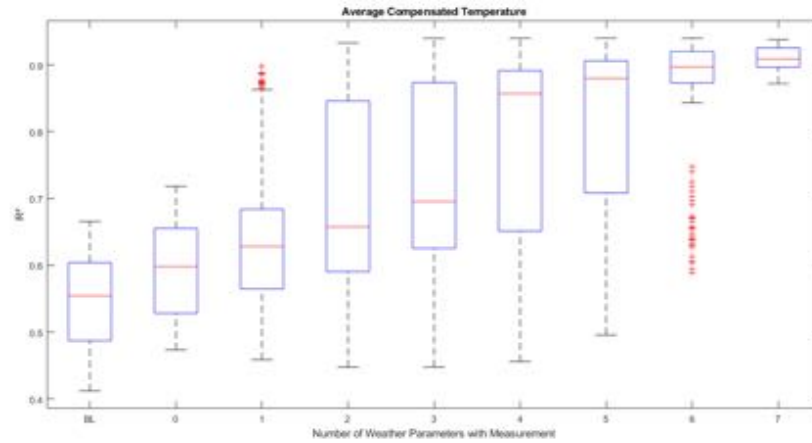 Average Compensated Temperature
0.9
0.8
0.7
0.6
0.5
0.4
R²
BL 0 1 2 3 4 5 6 7
Number of Weather Parameters with Measurement